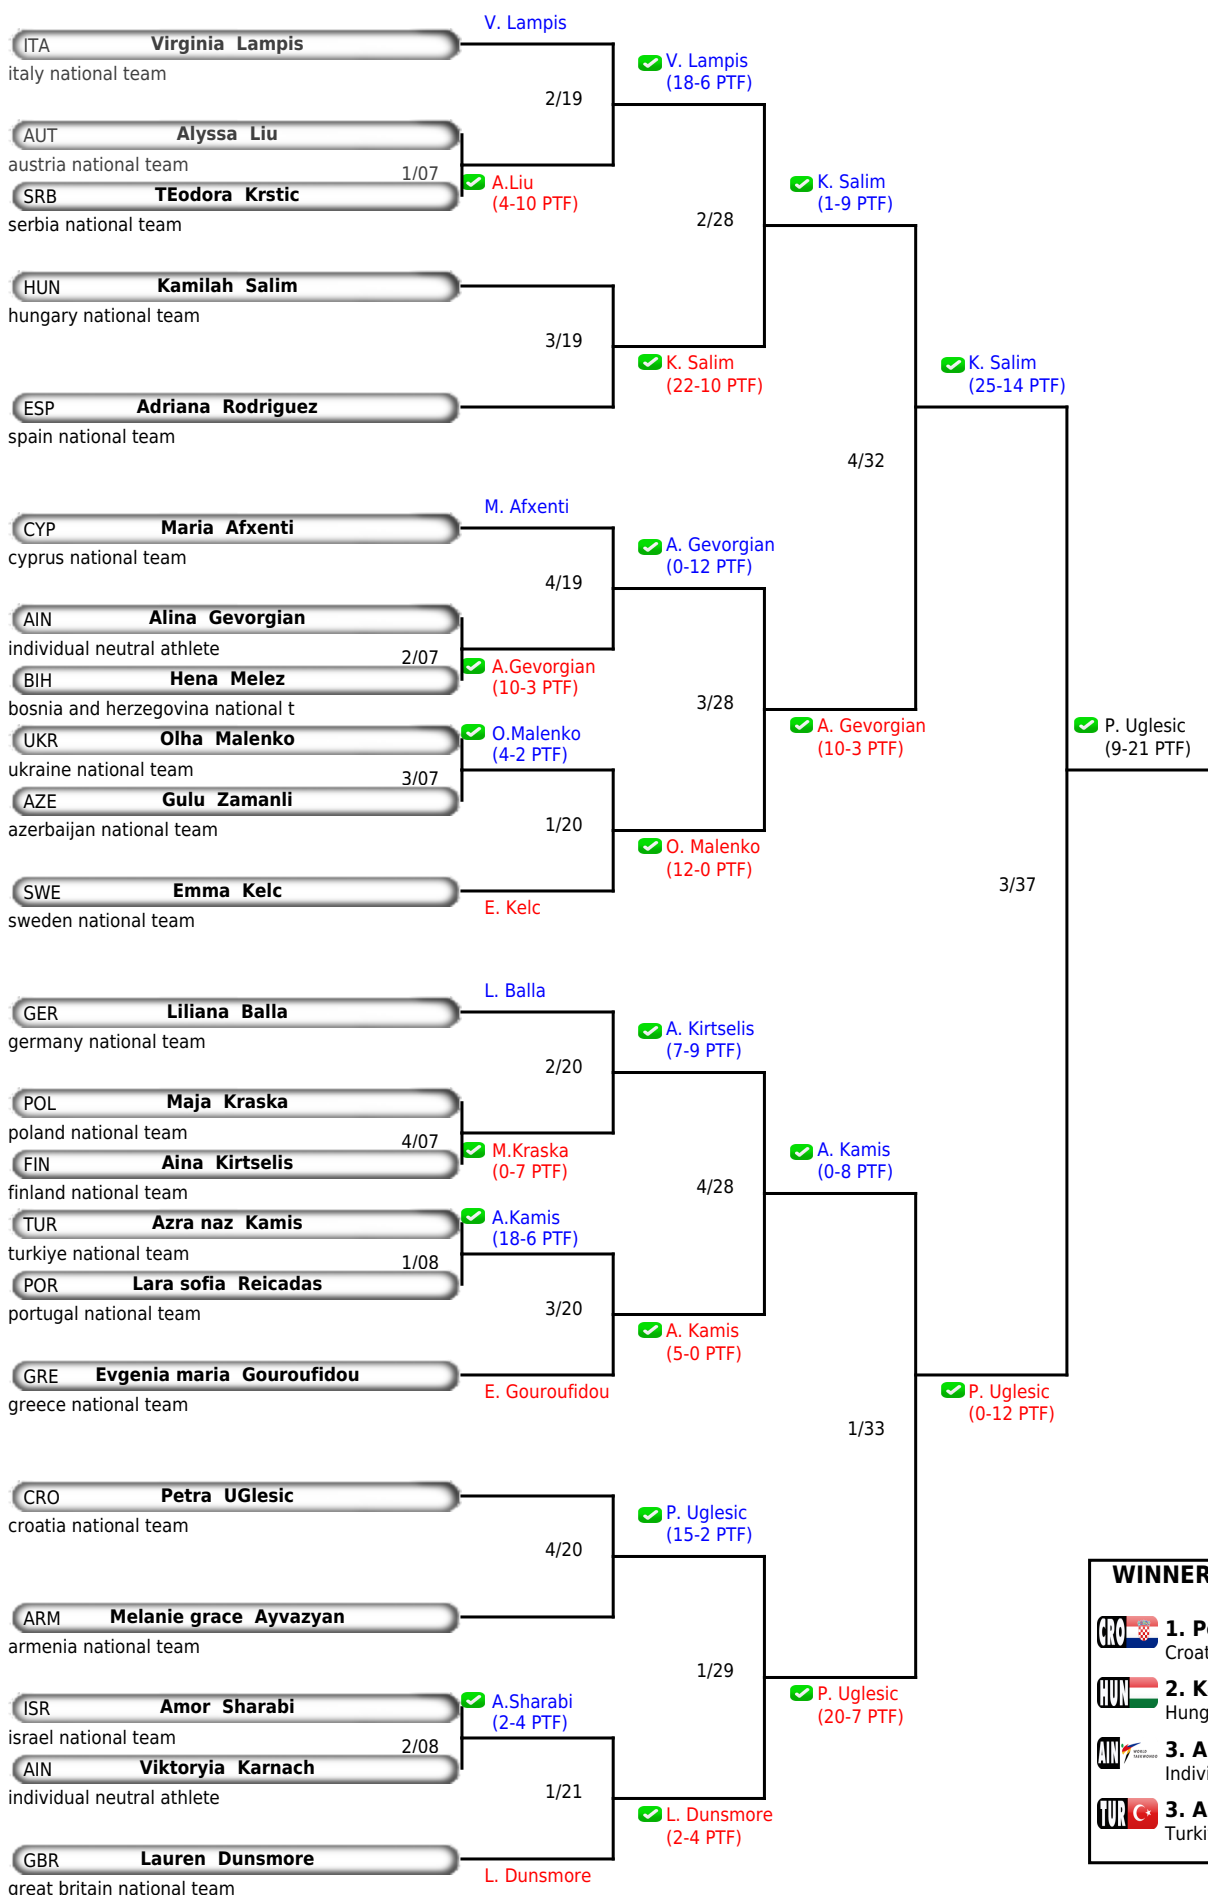 V. Lampis
ITA Virginia Lampis
italy national team
V. Lampis
(18-6 PTF)
2/19
AUT Alyssa Liu
austria national team
1/07
A.Liu
(4-10 PTF)
SRB TEodora Krstic
serbia national team
K. Salim
(1-9 PTF)
2/28
HUN Kamilah Salim
hungary national team
3/19
K. Salim
(22-10 PTF)
K. Salim
(25-14 PTF)
ESP Adriana Rodriguez
spain national team
4/32
M. Afxenti
CYP Maria Afxenti
cyprus national team
A. Gevorgian
(0-12 PTF)
4/19
AIN Alina Gevorgian
individual neutral athlete
2/07
A.Gevorgian
(10-3 PTF)
BIH Hena Melez
bosnia and herzegovina national t
3/28
UKR Olha Malenko
ukraine national team
O.Malenko
(4-2 PTF)
A. Gevorgian
(10-3 PTF)
P. Uglesic
(9-21 PTF)
3/07
AZE Gulu Zamanli
azerbaijan national team
1/20
O. Malenko
(12-0 PTF)
3/37
SWE Emma Kelc
sweden national team
E. Kelc
L. Balla
GER Liliana Balla
germany national team
A. Kirtselis
(7-9 PTF)
2/20
POL Maja Kraska
poland national team
4/07
M.Kraska
(0-7 PTF)
A. Kamis
(0-8 PTF)
FIN Aina Kirtselis
finland national team
4/28
TUR Azra naz Kamis
turkiye national team
A.Kamis
(18-6 PTF)
1/08
POR Lara sofia Reicadas
portugal national team
3/20
A. Kamis
(5-0 PTF)
GRE Evgenia maria Gouroufidou
greece national team
E. Gouroufidou
P. Uglesic
(0-12 PTF)
1/33
CRO Petra UGlesic
croatia national team
P. Uglesic
(15-2 PTF)
4/20
ARM Melanie grace Ayvazyan
armenia national team
1/29
ISR Amor Sharabi
israel national team
A.Sharabi
(2-4 PTF)
P. Uglesic
(20-7 PTF)
2/08
AIN Viktoryia Karnach
individual neutral athlete
1/21
L. Dunsmore
(2-4 PTF)
GBR Lauren Dunsmore
great britain national team
L. Dunsmore
WINNER
CRO 1. P
Croat
HUN 2. K
Hung
AIN 3. A
Indivi
TUR 3. A
Turki